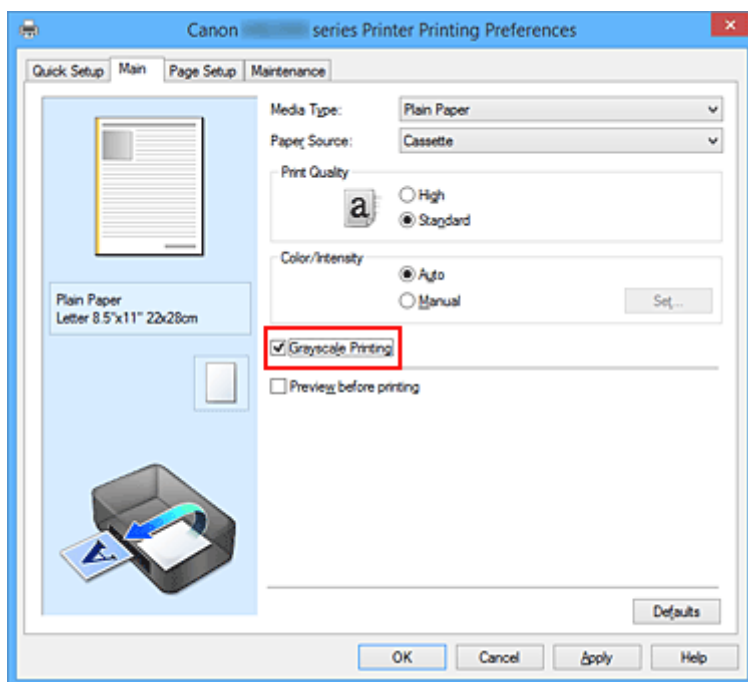 Canon series Printer Printing Preferences
Quick Setup Main Page Setup Maintenance
Media Type: Plain Paper
Paper Source: Cassette
Print Quality
a
High
Standard
Color/Intensity
Auto
Manual Set...
Plain Paper
Letter 8.5"x11" 22x28cm
Grayscale Printing
Preview before printing
A
Defaults
OK Cancel Apply Help